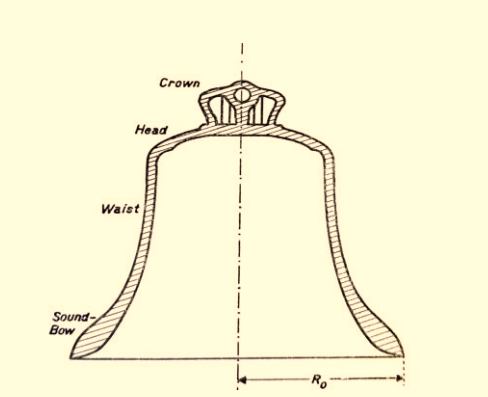 Crown
Head
Waist
Sound-
Bow
R₀